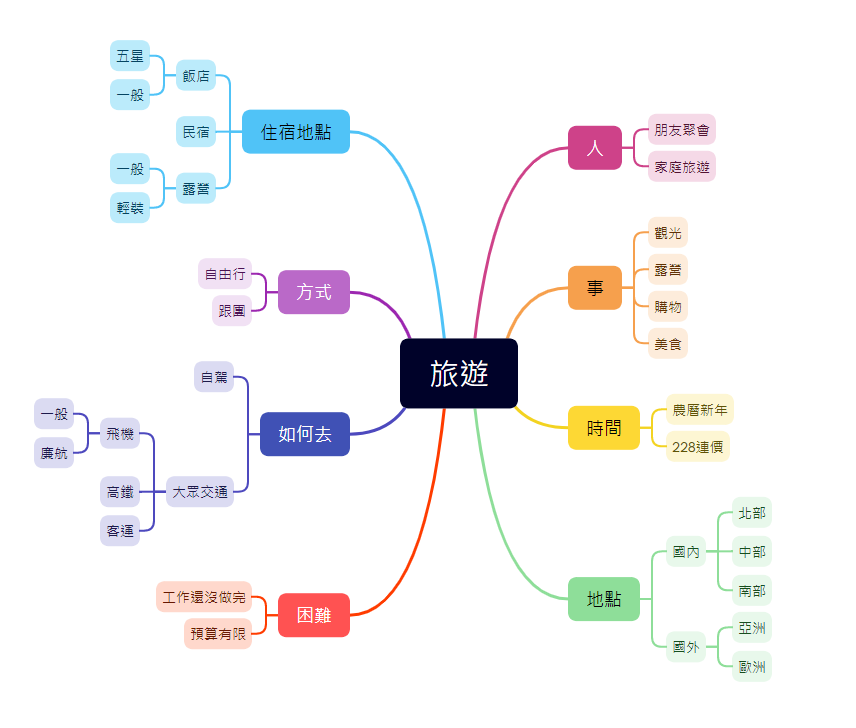 旅遊
人
朋友聚會
家庭旅遊
事
觀光
露營
購物
美食
時間
農曆新年
228連價
地點
國內
北部
中部
南部
國外
亞洲
歐洲
住宿地點
飯店
五星
一般
民宿
露營
一般
輕裝
方式
自由行
跟團
如何去
自駕
大眾交通
飛機
一般
廉航
高鐵
客運
困難
工作還沒做完
預算有限